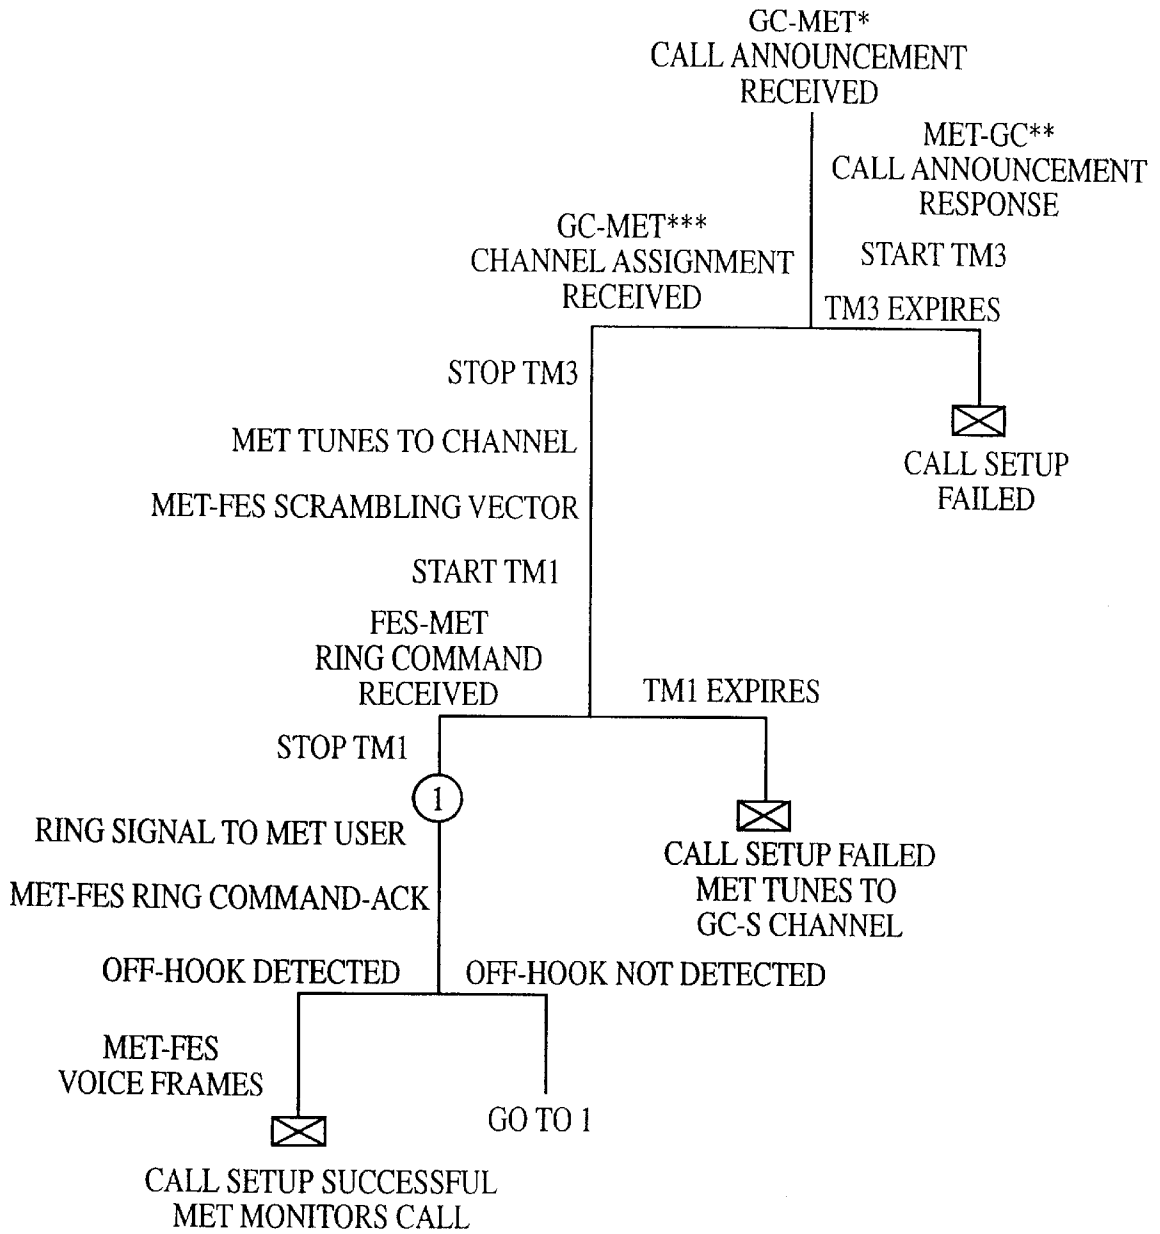 GC-MET*
CALL ANNOUNCEMENT
RECEIVED
MET-GC**
CALL ANNOUNCEMENT
RESPONSE
GC-MET***
CHANNEL ASSIGNMENT
RECEIVED
START TM3
TM3 EXPIRES
STOP TM3
MET TUNES TO CHANNEL
CALL SETUP
FAILED
MET-FES SCRAMBLING VECTOR
START TM1
FES-MET
RING COMMAND
RECEIVED
TM1 EXPIRES
STOP TM1
1
RING SIGNAL TO MET USER
CALL SETUP FAILED
MET TUNES TO
GC-S CHANNEL
MET-FES RING COMMAND-ACK
OFF-HOOK DETECTED
OFF-HOOK NOT DETECTED
MET-FES
VOICE FRAMES
GO TO 1
CALL SETUP SUCCESSFUL
MET MONITORS CALL